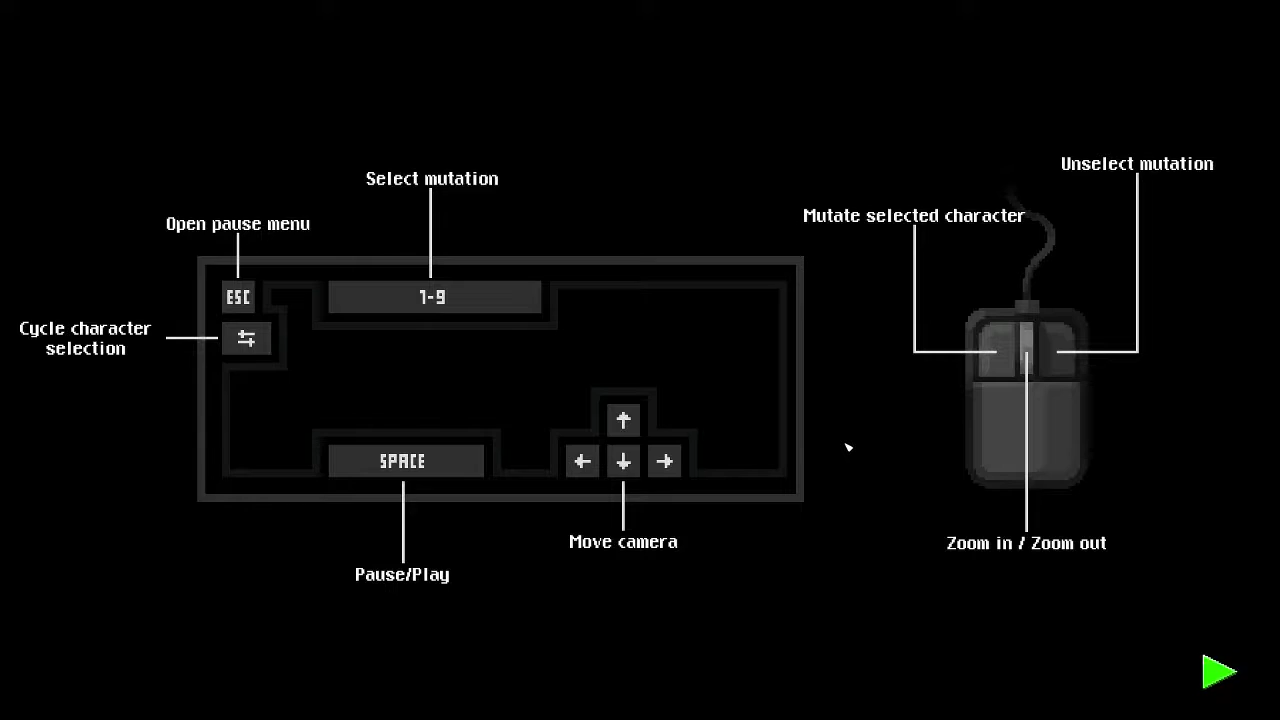 Unselect mutation
Select mutation
Mutate selected character
Open pause menu
ESC
1-9
Cycle character
selection
SPACE
Move camera
Zoom in / Zoom out
Pause/Play